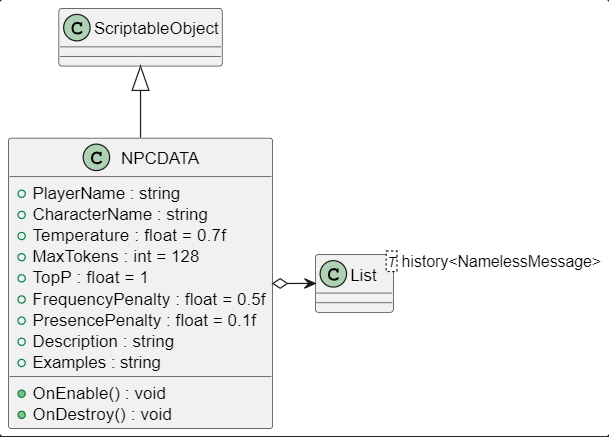 C ScriptableObject
C NPCDATA
PlayerName : string
CharacterName : string
Temperature : float = 0.7f
MaxTokens : int = 128
TopP : float = 1
FrequencyPenalty : float = 0.5f
PresencePenalty : float = 0.1f
Description : string
Examples : string
OnEnable() : void
OnDestroy() : void
C List
T
history<NamelessMessage>